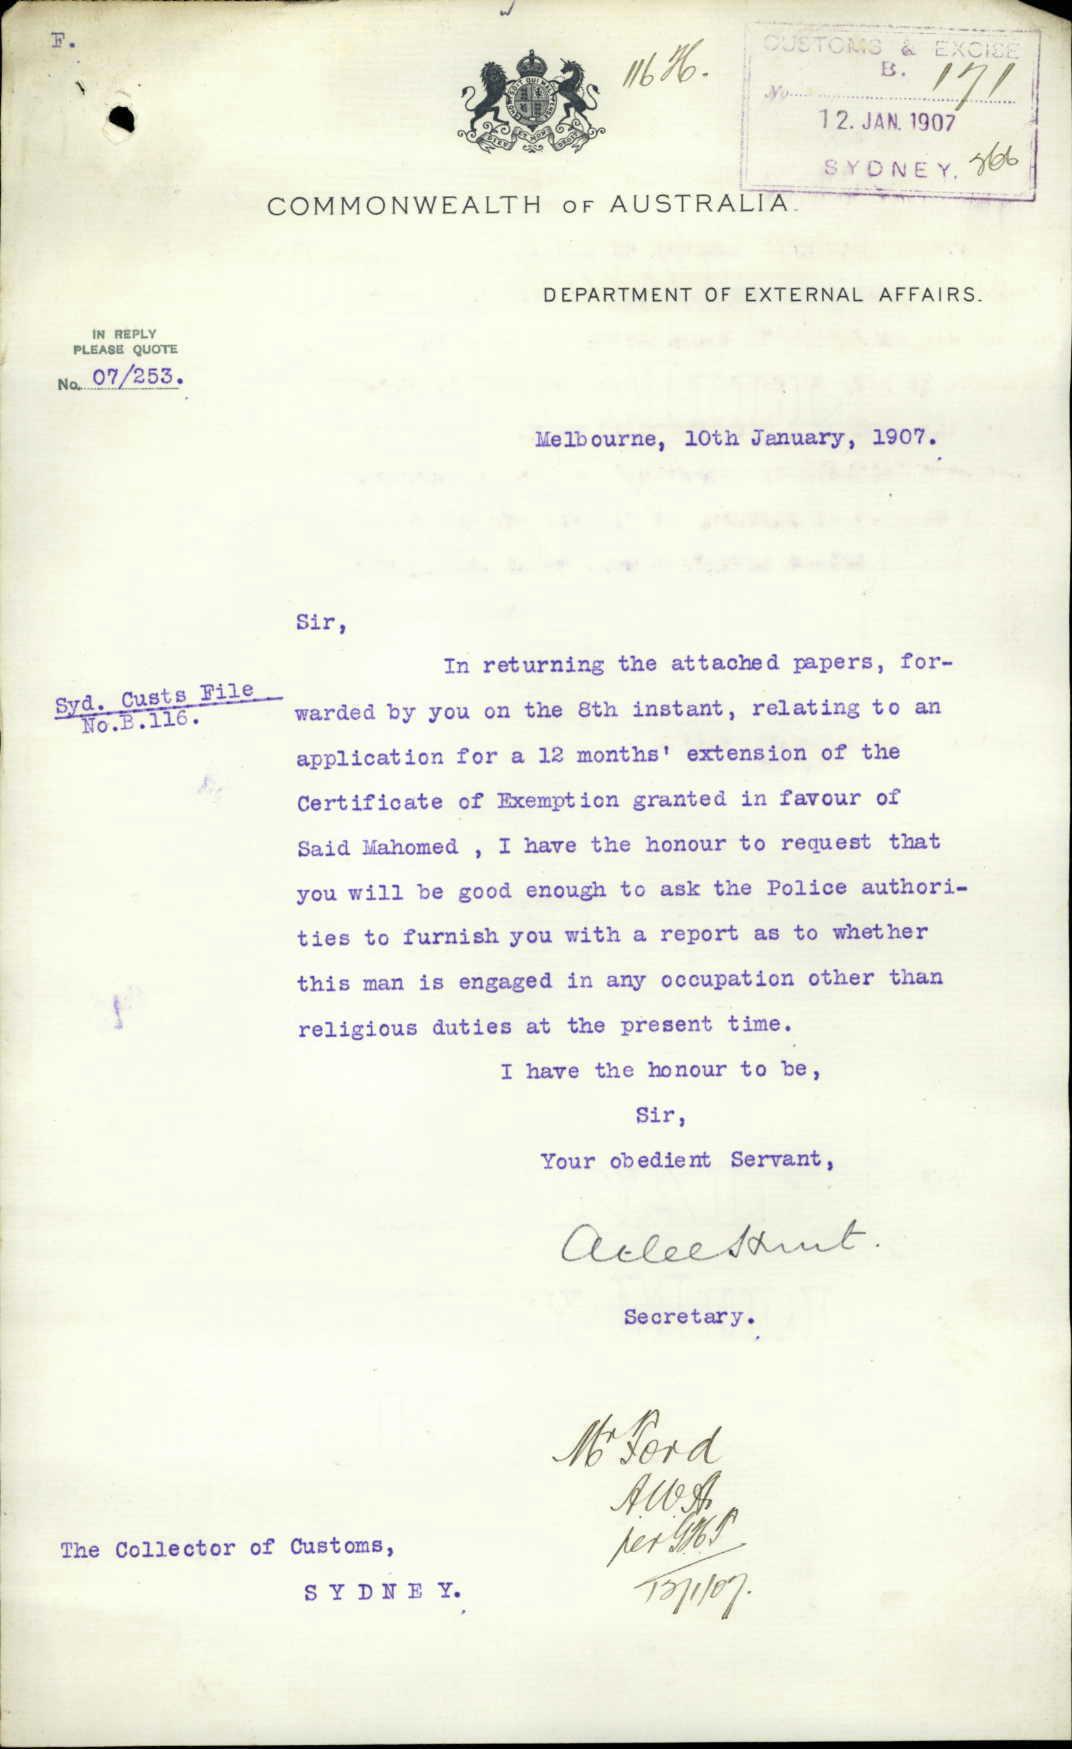 F.
116 H.
CUSTOMS & EXCISE
B.
No 171
12. JAN. 1907
SYDNEY.
COMMONWEALTH OF AUSTRALIA.
DEPARTMENT OF EXTERNAL AFFAIRS.
IN REPLY
PLEASE QUOTE
No. 07/253.
Melbourne, 10th January, 1907.
Sir,
Syd. Custs File
No.B.116.
In returning the attached papers, for-
warded by you on the 8th instant, relating to an
application for a 12 months' extension of the
Certificate of Exemption granted in favour of
Said Mahomed , I have the honour to request that
you will be good enough to ask the Police authori-
ties to furnish you with a report as to whether
this man is engaged in any occupation other than
religious duties at the present time.
I have the honour to be,
Sir,
Your obedient Servant,
Atlee Hunt.
Secretary.
Mr Ford
per
The Collector of Customs,
SYDNEY.